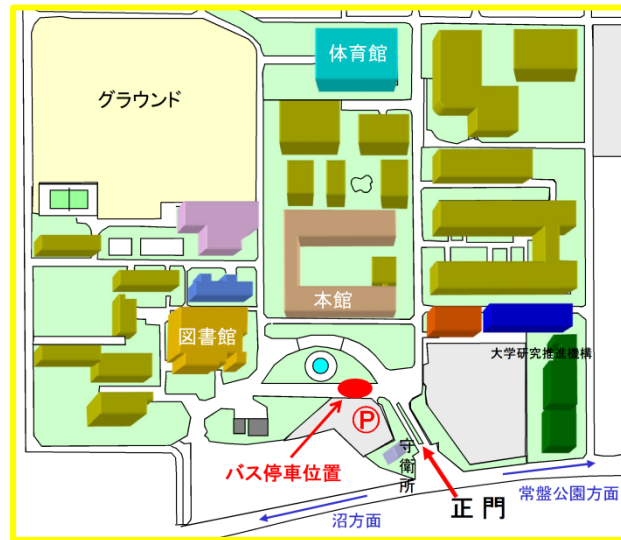 体育館
グラウンド
本館
図書館
大学研究推進機構
P
守衛所
バス停車位置
正 門
常盤公園方面
沼方面